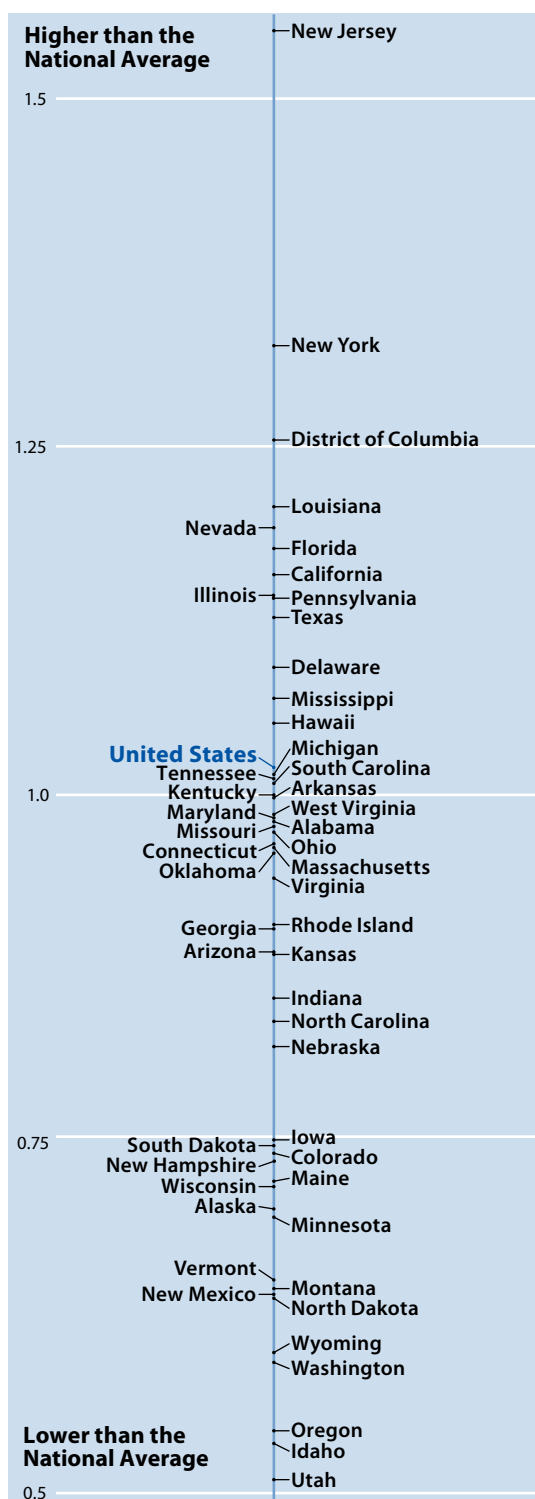 Higher than the
National Average
New Jersey
1.5
New York
1.25
District of Columbia
Louisiana
Nevada
Florida
California
Illinois
Pennsylvania
Texas
Delaware
Mississippi
Hawaii
United States
Michigan
Tennessee
South Carolina
Kentucky
Arkansas
1.0
West Virginia
Maryland
Alabama
Missouri
Ohio
Connecticut
Massachusetts
Oklahoma
Virginia
Rhode Island
Georgia
Arizona
Kansas
Indiana
North Carolina
Nebraska
0.75
Iowa
South Dakota
Colorado
New Hampshire
Maine
Wisconsin
Alaska
Minnesota
Vermont
Montana
New Mexico
North Dakota
Wyoming
Washington
Oregon
Lower than the
National Average
Idaho
Utah
0.5